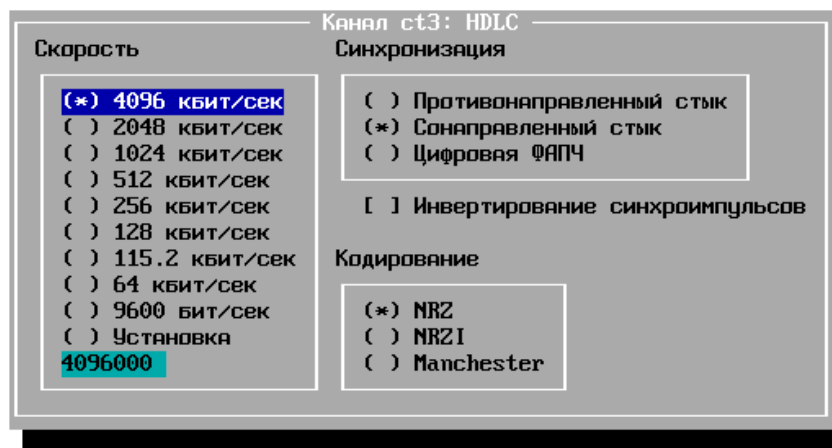 Канал ct3: HDLC
Скорость
(*) 4096 кбит/сек
( ) 2048 кбит/сек
( ) 1024 кбит/сек
( ) 512 кбит/сек
( ) 256 кбит/сек
( ) 128 кбит/сек
( ) 115.2 кбит/сек
( ) 64 кбит/сек
( ) 9600 бит/сек
( ) Установка
4096000
Синхронизация
( ) Противонаправленный стык
(*) Сонаправленный стык
( ) Цифровая ФАПЧ
[ ] Инвертирование синхроимпульсов
Кодирование
(*) NRZ
( ) NRZI
( ) Manchester